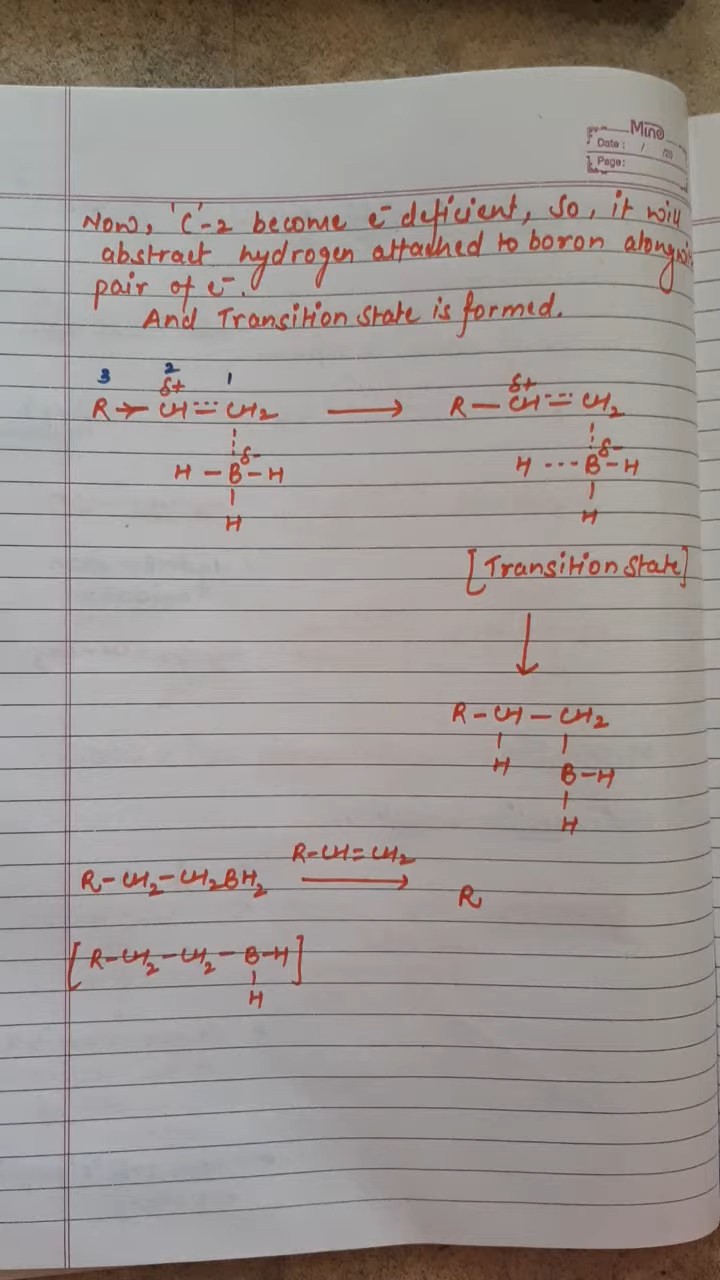 Mino
Date : / /20
Page:
Now, 'C'-2 become e⁻ deficient, so, it will
abstract hydrogen attached to boron along
pair of e⁻.
And Transition State is formed.
3 2 1
δ+ δ+
R → CH ═ CH₂ ⟶ R — CH ═ CH₂
δ- δ-
H — B — H H --- B — H
H H
[Transition State]
↓
R — CH — CH₂
H B — H
H
R-CH=CH₂
R-CH₂-CH₂BH₂ ⟶ R
[R-CH₂-CH₂-B-H]
H